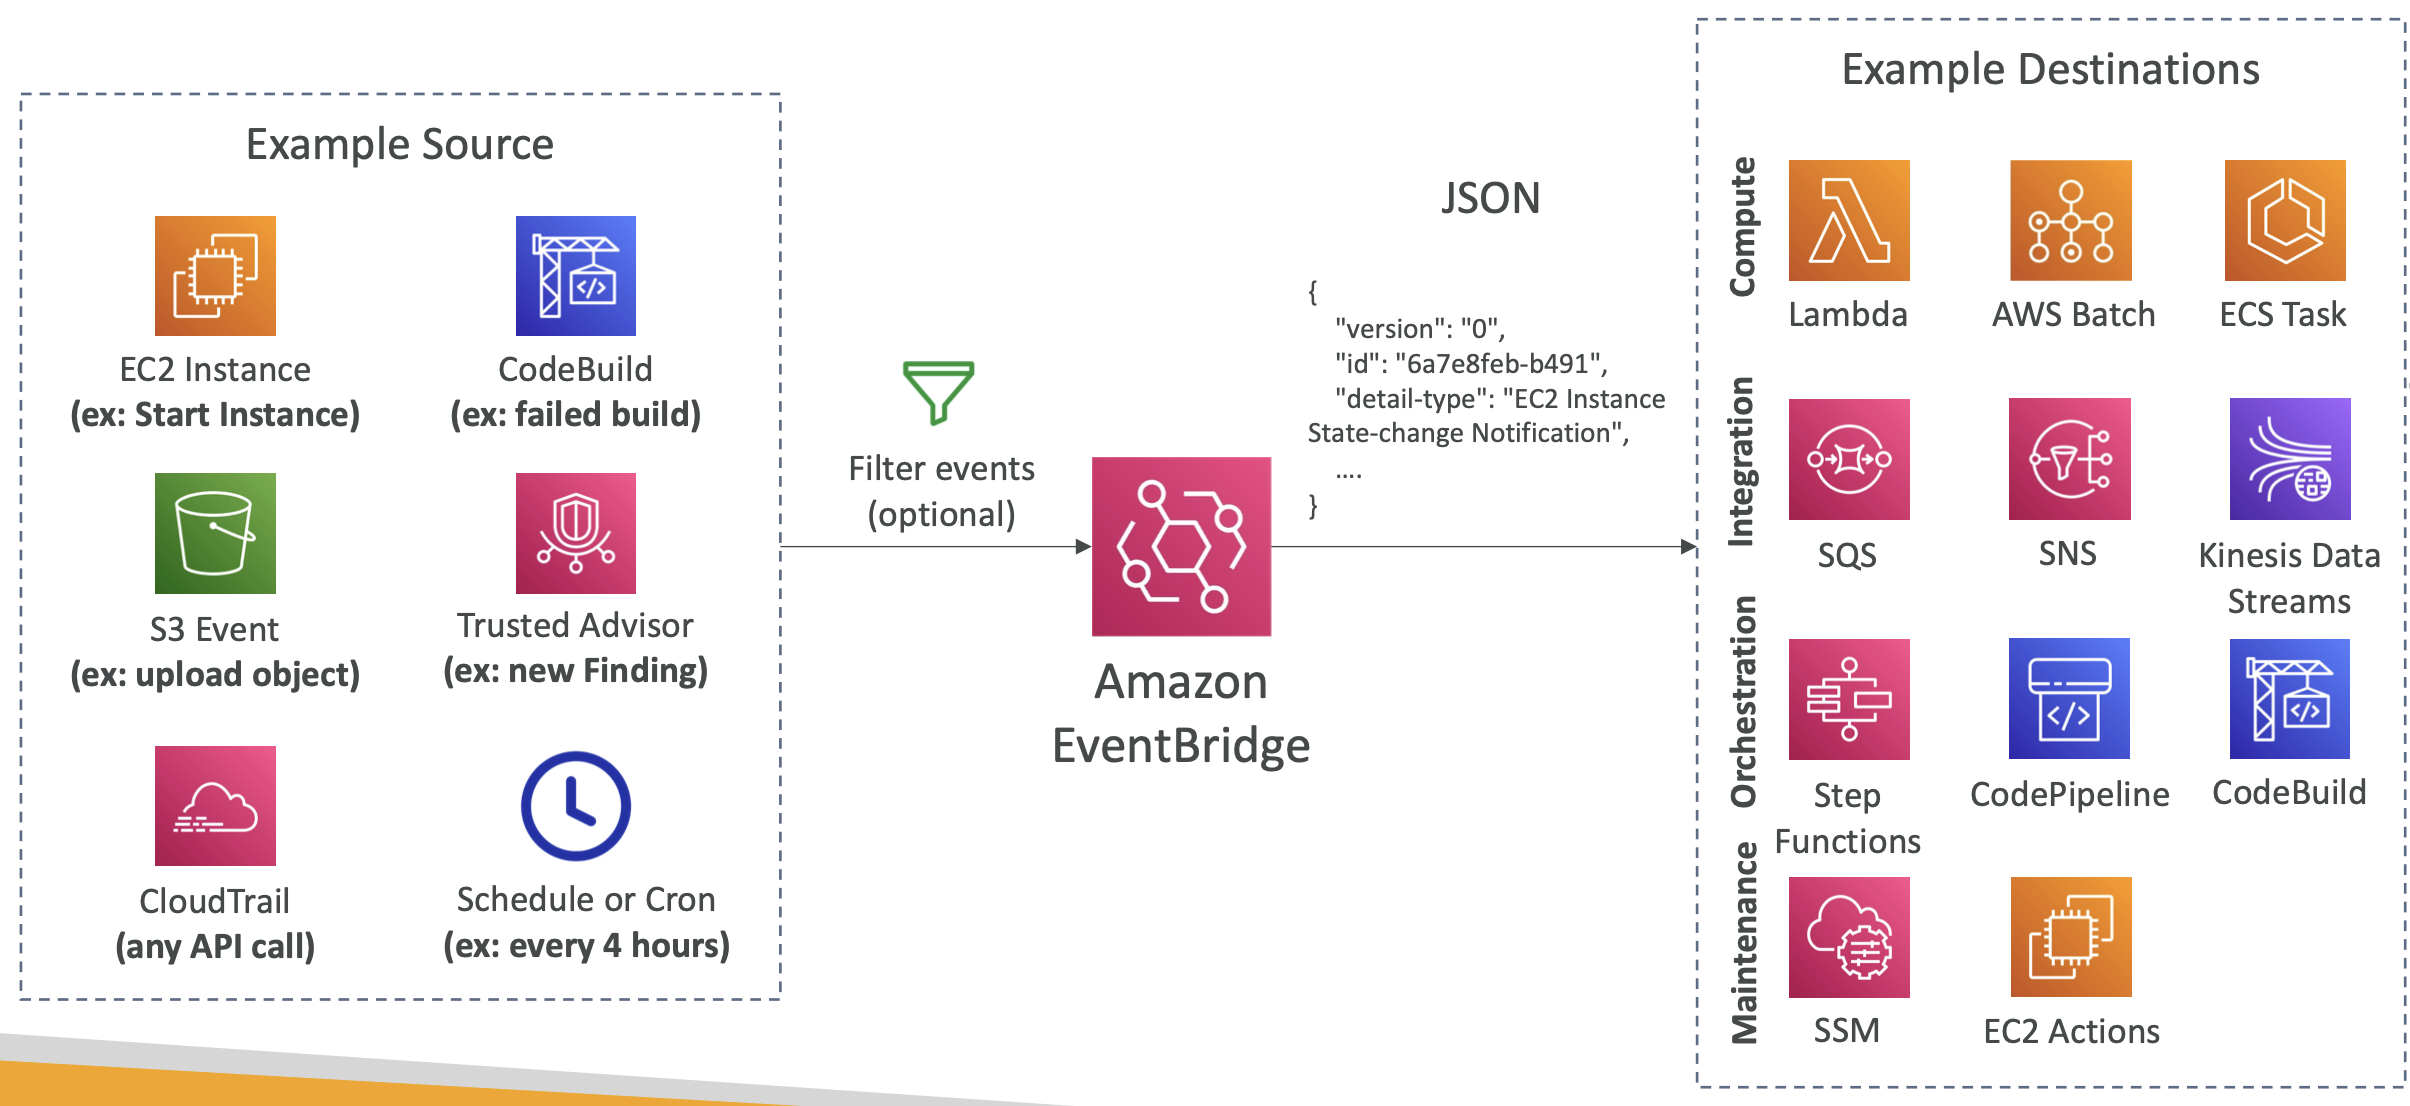 Example Source
EC2 Instance
(ex: Start Instance)
CodeBuild
(ex: failed build)
S3 Event
(ex: upload object)
Trusted Advisor
(ex: new Finding)
CloudTrail
(any API call)
Schedule or Cron
(ex: every 4 hours)
Filter events
(optional)
Amazon
EventBridge
JSON
{
"version": "0",
"id": "6a7e8feb-b491",
"detail-type": "EC2 Instance
State-change Notification",
....
}
Example Destinations
Compute
Lambda
AWS Batch
ECS Task
Integration
SQS
SNS
Kinesis Data
Streams
Orchestration
Step
Functions
CodePipeline
CodeBuild
Maintenance
SSM
EC2 Actions